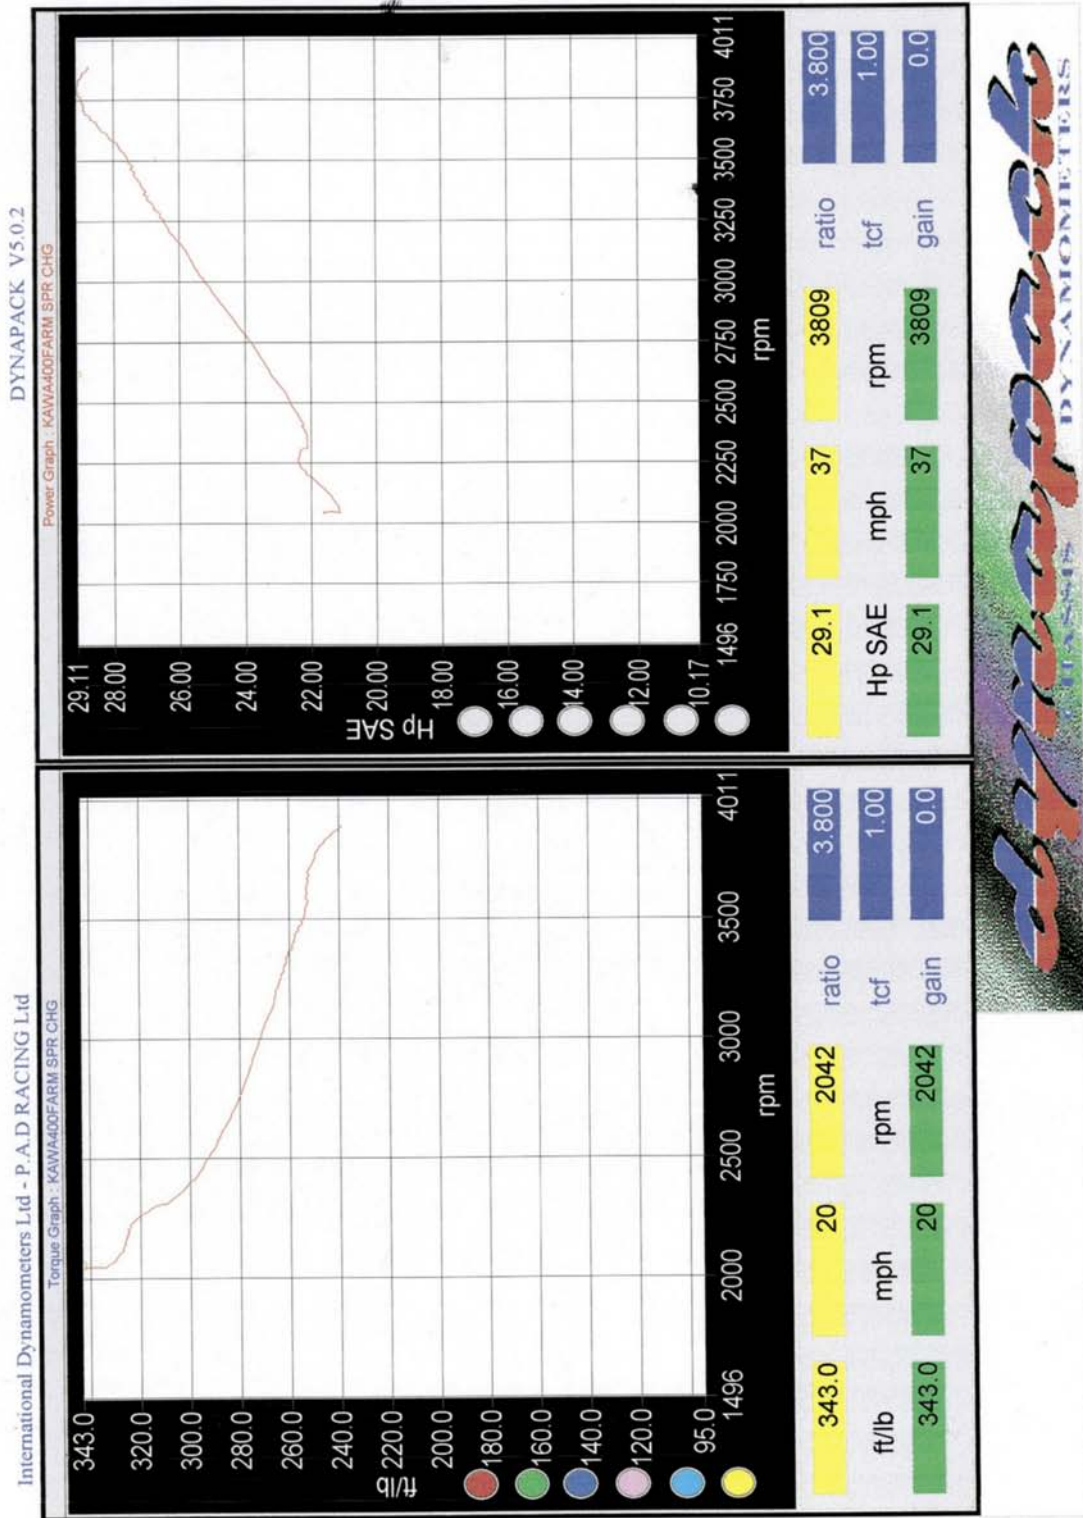 International Dynamometers Ltd - P.A.D RACING Ltd
DYNAPACK V5.0.2
Torque Graph : KAWA400FARM SPR CHG
343.0
320.0
300.0
280.0
260.0
240.0
220.0
200.0
180.0
160.0
140.0
120.0
95.0
ft/lb
1496 2000 2500 3000 3500 4011
rpm
343.0 20 2042 ratio 3.800
ft/lb mph rpm tcf 1.00
343.0 20 2042 gain 0.0
Power Graph : KAWA400FARM SPR CHG
29.11
28.00
26.00
24.00
22.00
20.00
18.00
16.00
14.00
12.00
10.17
Hp SAE
1496 1750 2000 2250 2500 2750 3000 3250 3500 3750 4011
rpm
29.1 37 3809 ratio 3.800
Hp SAE mph rpm tcf 1.00
29.1 37 3809 gain 0.0
dynapack
HASSIS DYNAMOMETERS